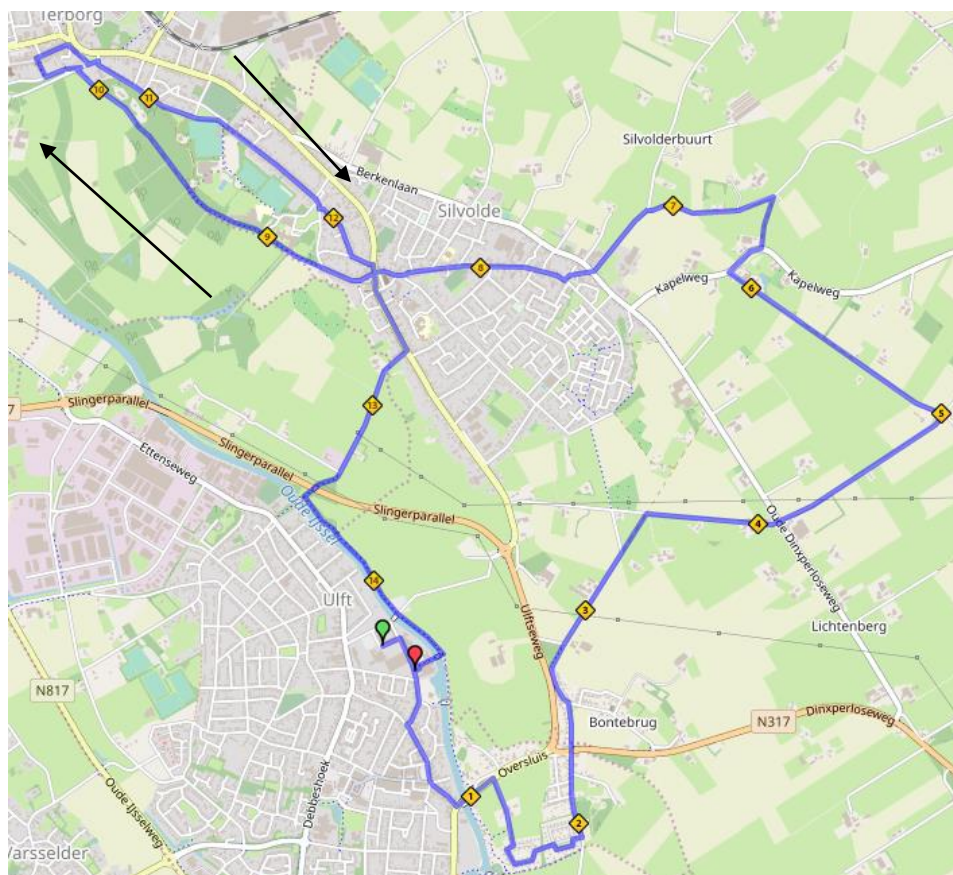 Terborg
10
11
Silvolderbuurt
Berkenlaan
7
Silvolde
12
9
8
Kapelweg
Kapelweg
6
7
Slingerparallel
13
5
Ettenseweg
Slingerparallel
Oude IJssel
Slingerparallel
4
Oude Dinxperloseweg
14
Ulft
Ulftseweg
3
Lichtenberg
N817
Bontebrug
N317
Dinxperloseweg
Oversluis
Debbeshoek
Oude IJsselweg
1
2
Varsselder